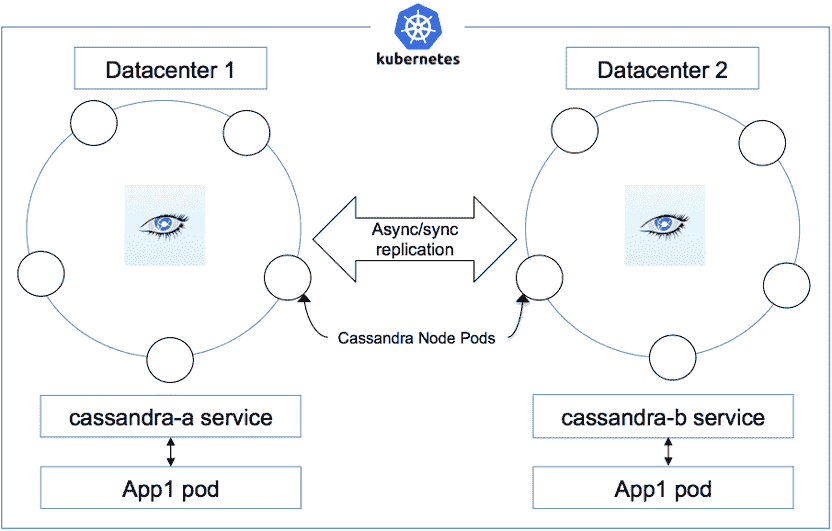 kubernetes
Datacenter 1
Datacenter 2
Async/sync
replication
Cassandra Node Pods
cassandra-a service
cassandra-b service
App1 pod
App1 pod